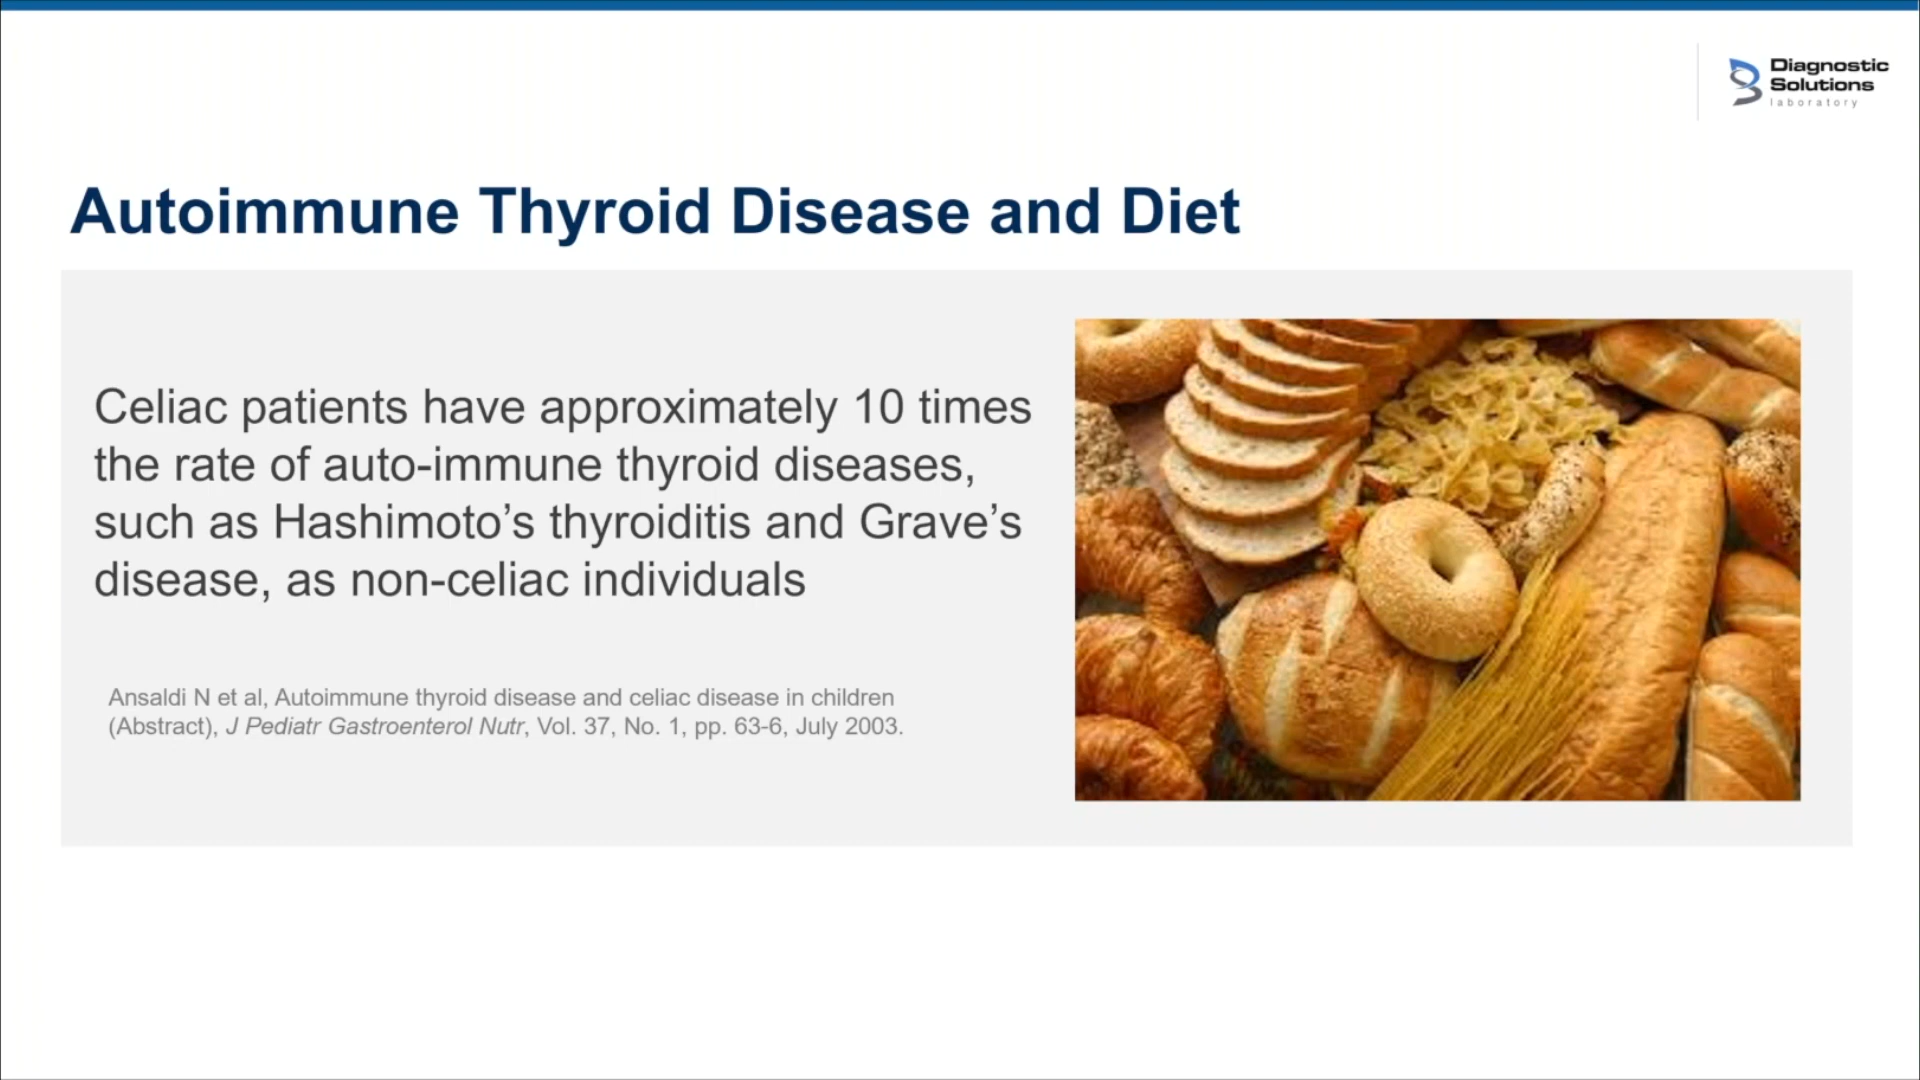 Diagnostic
Solutions
laboratory
Autoimmune Thyroid Disease and Diet
Celiac patients have approximately 10 times
the rate of auto-immune thyroid diseases,
such as Hashimoto’s thyroiditis and Grave’s
disease, as non-celiac individuals
Ansaldi N et al, Autoimmune thyroid disease and celiac disease in children
(Abstract), J Pediatr Gastroenterol Nutr, Vol. 37, No. 1, pp. 63-6, July 2003.